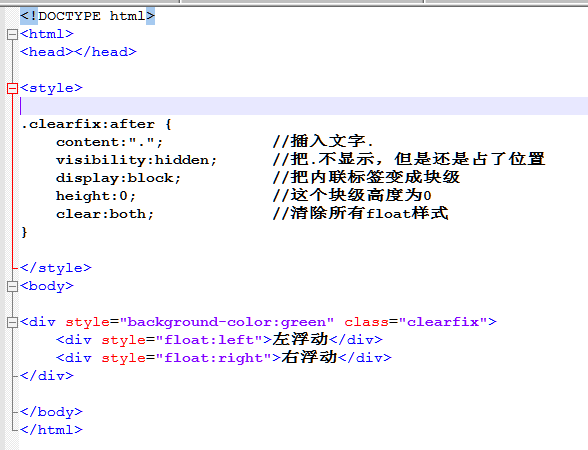 <!DOCTYPE html>
<html>
<head></head>
<style>
.clearfix:after {
    content:".";            //插入文字.
    visibility:hidden;      //把.不显示，但是还是占了位置
    display:block;          //把内联标签变成块级
    height:0;               //这个块级高度为0
    clear:both;             //清除所有float样式
}
</style>
<body>
<div style="background-color:green" class="clearfix">
    <div style="float:left">左浮动</div>
    <div style="float:right">右浮动</div>
</div>
</body>
</html>